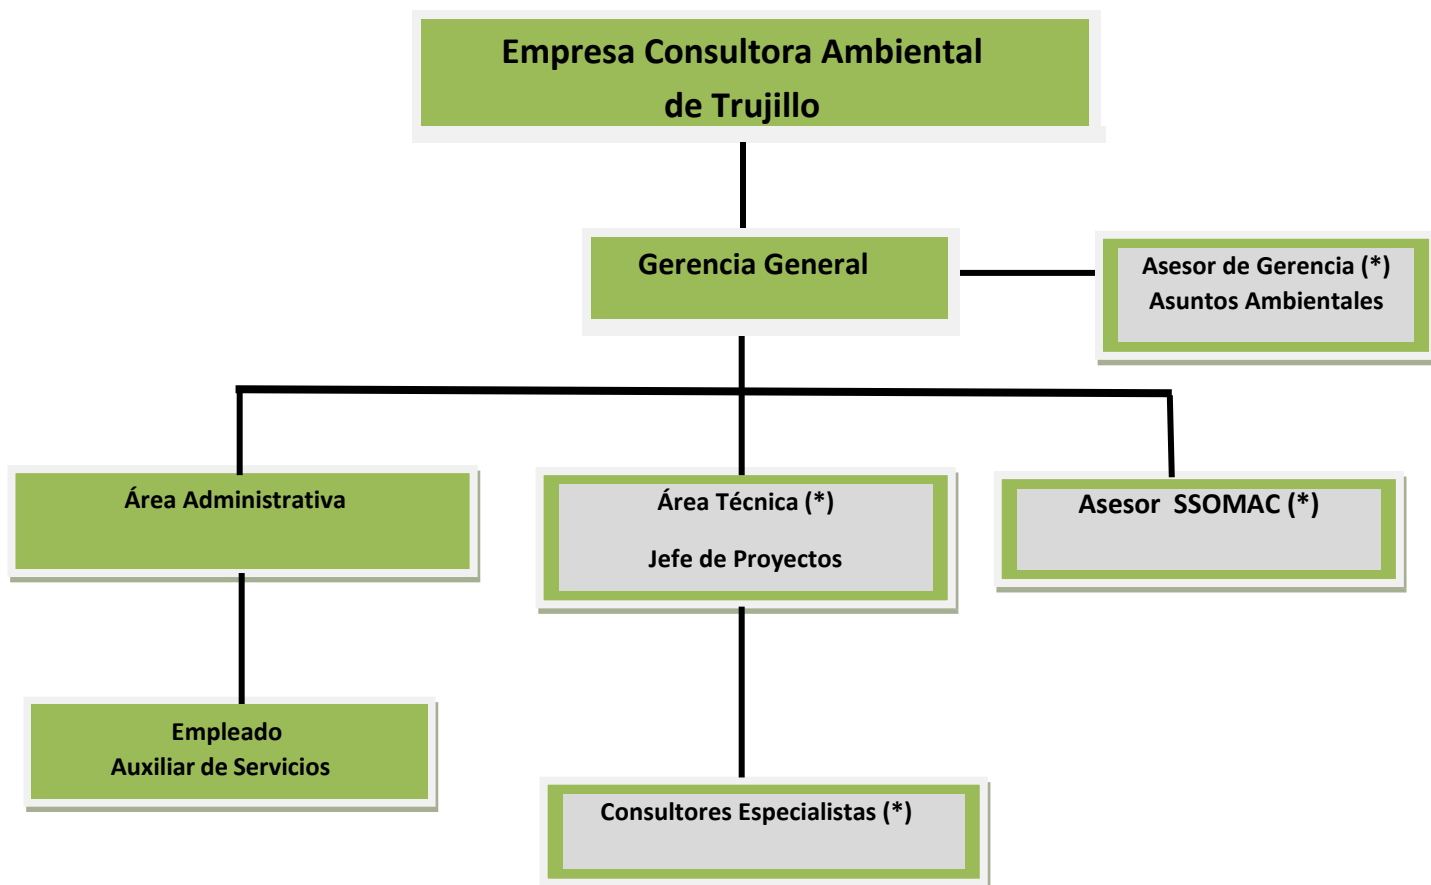 Empresa Consultora Ambiental
de Trujillo
Gerencia General
Asesor de Gerencia (*)
Asuntos Ambientales
Área Administrativa
Área Técnica (*)
Jefe de Proyectos
Asesor SSOMAC (*)
Empleado
Auxiliar de Servicios
Consultores Especialistas (*)